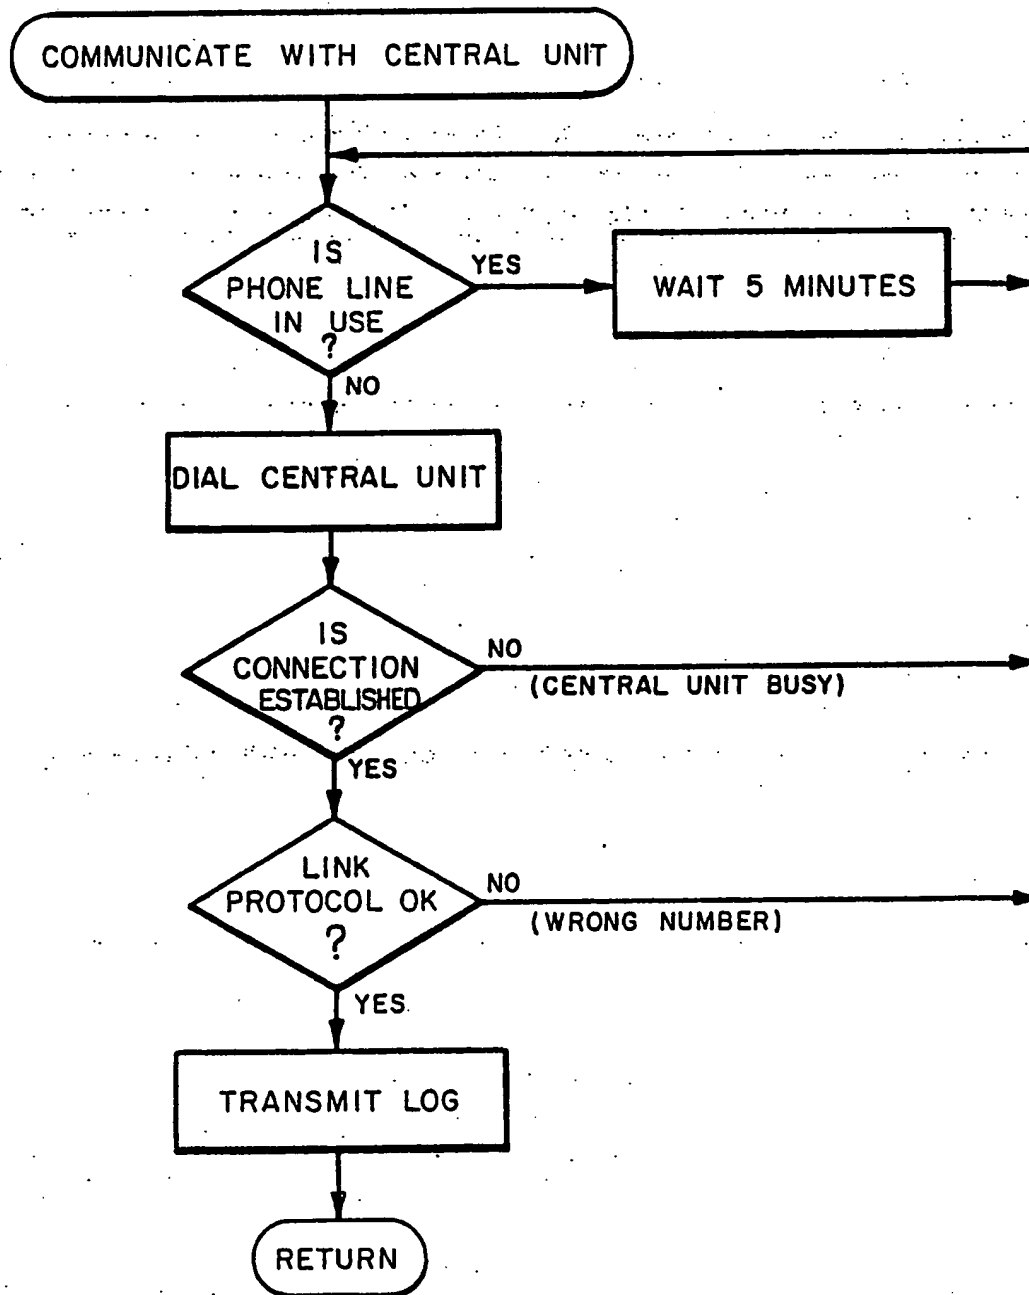 COMMUNICATE WITH CENTRAL UNIT
IS
PHONE LINE
IN USE
?
YES
WAIT 5 MINUTES
NO
DIAL CENTRAL UNIT
IS
CONNECTION
ESTABLISHED
?
NO
(CENTRAL UNIT BUSY)
YES
LINK
PROTOCOL OK
?
NO
(WRONG NUMBER)
YES
TRANSMIT LOG
RETURN